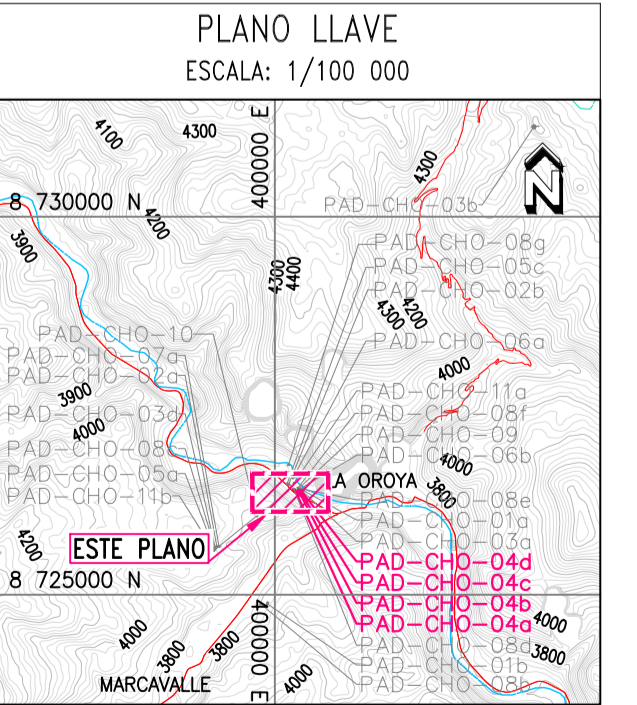 PLANO LLAVE
ESCALA: 1/100 000
4100
4300
E
400000
4300
PAD-CHO-03b
N
8 730000 N
4200
3900
4300
4400
PAD-CHO-08g
PAD-CHO-05c
PAD-CHO-02b
4200
4300
PAD-CHO-10
PAD-CHO-07a
PAD-CHO-02a
PAD-CHO-06a
4000
3900
PAD-CHO-11a
PAD-CHO-03d
PAD-CHO-08f
4000
PAD-CHO-08c
PAD-CHO-06b
PAD-CHO-05a
4000
PAD-CHO-11b
LA OROYA
3800
PAD-CHO-08e
PAD-CHO-01a
PAD-CHO-03a
4200
ESTE PLANO
PAD-CHO-04d
PAD-CHO-04c
8 725000 N
PAD-CHO-04b
PAD-CHO-04a
400000 E
4000
4000
3800
3800
PAD-CHO-08d
PAD-CHO-01b
PAD-CHO-08b
3800
MARCAVALLE
4000